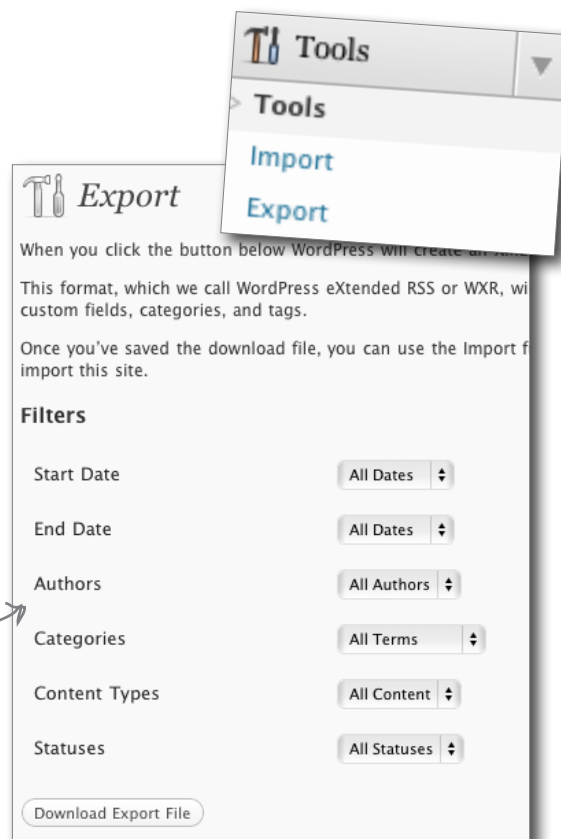 Tools
Tools
Import
Export
Export
When you click the button below WordPress will create an
This format, which we call WordPress eXtended RSS or WXR, wi
custom fields, categories, and tags.
Once you've saved the download file, you can use the Import f
import this site.
Filters
Start Date All Dates
End Date All Dates
Authors All Authors
Categories All Terms
Content Types All Content
Statuses All Statuses
Download Export File